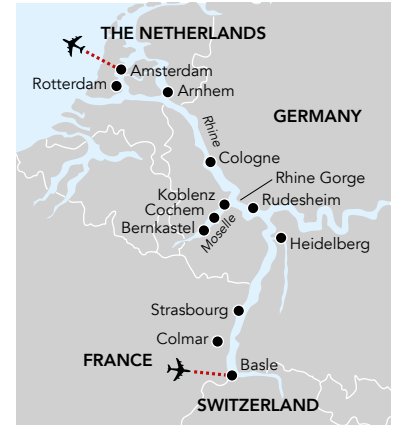 THE NETHERLANDS
Amsterdam
Rotterdam
Arnhem
GERMANY
Rhine
Cologne
Rhine Gorge
Koblenz
Rudesheim
Cochem
Bernkastel
Moselle
Heidelberg
Strasbourg
Colmar
FRANCE
Basle
SWITZERLAND